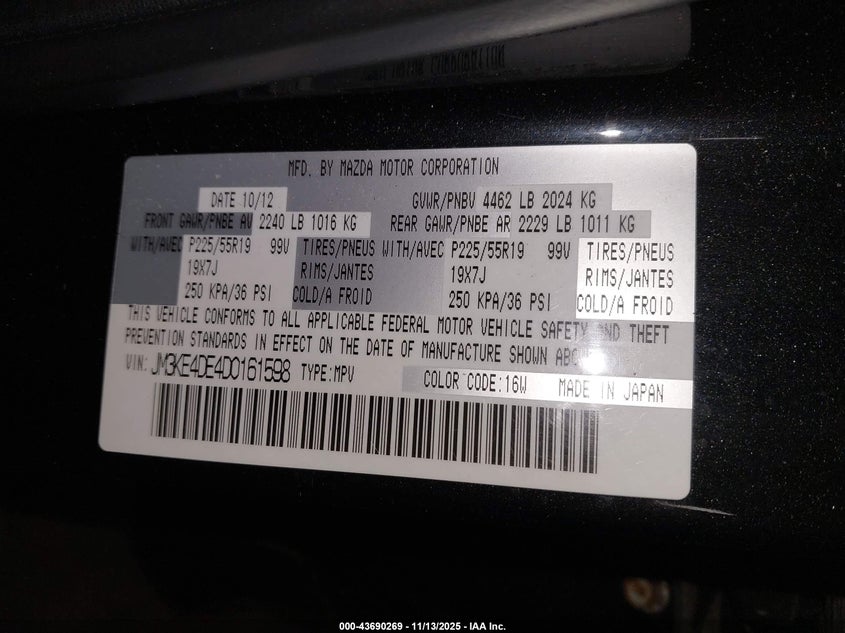 MFD. BY MAZDA MOTOR CORPORATION
DATE 10/12 GVWR/PNBV 4462 LB 2024 KG
FRONT GAWR/PNBE AV 2240 LB 1016 KG REAR GAWR/PNBE AR 2229 LB 1011 KG
WITH/AVEC P225/55R19 99V TIRES/PNEUS WITH/AVEC P225/55R19 99V TIRES/PNEUS
19X7J RIMS/JANTES 19X7J RIMS/JANTES
250 KPA/36 PSI COLD/A FROID 250 KPA/36 PSI COLD/A FROID
THIS VEHICLE CONFORMS TO ALL APPLICABLE FEDERAL MOTOR VEHICLE SAFETY AND THEFT
PREVENTION STANDARDS IN EFFECT ON THE DATE OF MANUFACTURE SHOWN
VIN: JM3KE4DE4D0161598 TYPE:MPV COLOR CODE:16W MADE IN JAPAN
000-43690269 - 11/13/2025 - IAA Inc.